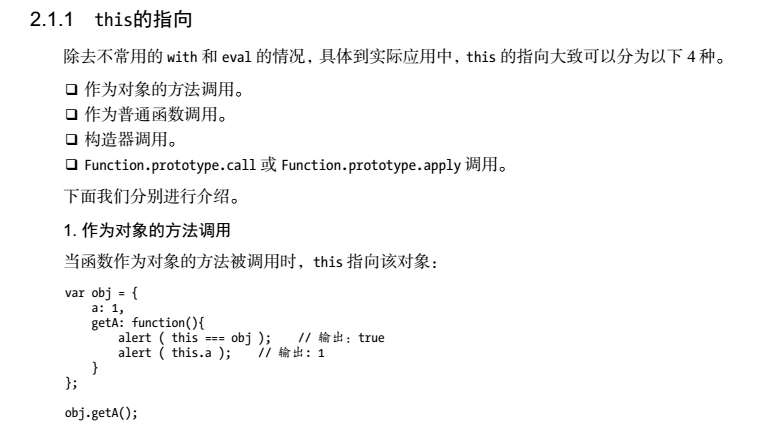 2.1.1 this的指向
除去不常用的 with 和 eval 的情况，具体到实际应用中，this 的指向大致可以分为以下 4 种。
❑ 作为对象的方法调用。
❑ 作为普通函数调用。
❑ 构造器调用。
❑ Function.prototype.call 或 Function.prototype.apply 调用。
下面我们分别进行介绍。
1. 作为对象的方法调用
当函数作为对象的方法被调用时，this 指向该对象：
var obj = {
    a: 1,
    getA: function(){
        alert ( this === obj );    // 输出：true
        alert ( this.a );    // 输出: 1
    }
};
obj.getA();